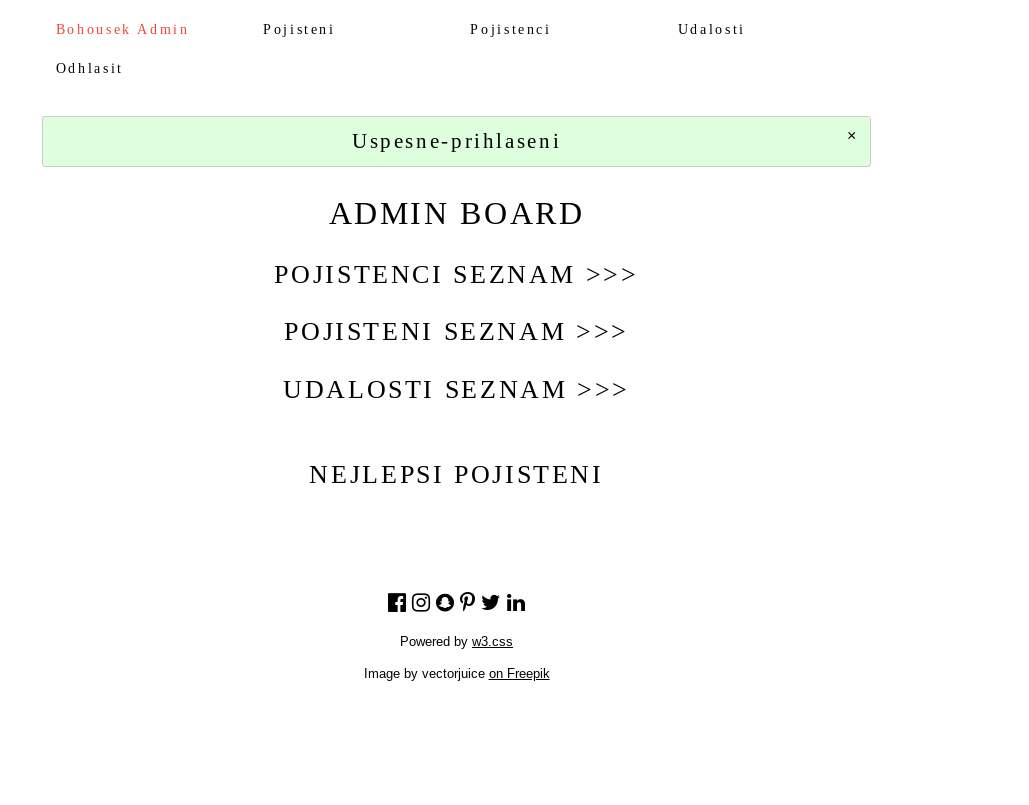 Bohousek Admin Pojisteni Pojistenci Udalosti
Odhlasit
Uspesne-prihlaseni ×
ADMIN BOARD
POJISTENCI SEZNAM >>>
POJISTENI SEZNAM >>>
UDALOSTI SEZNAM >>>
NEJLEPSI POJISTENI
Powered by w3.css
Image by vectorjuice on Freepik